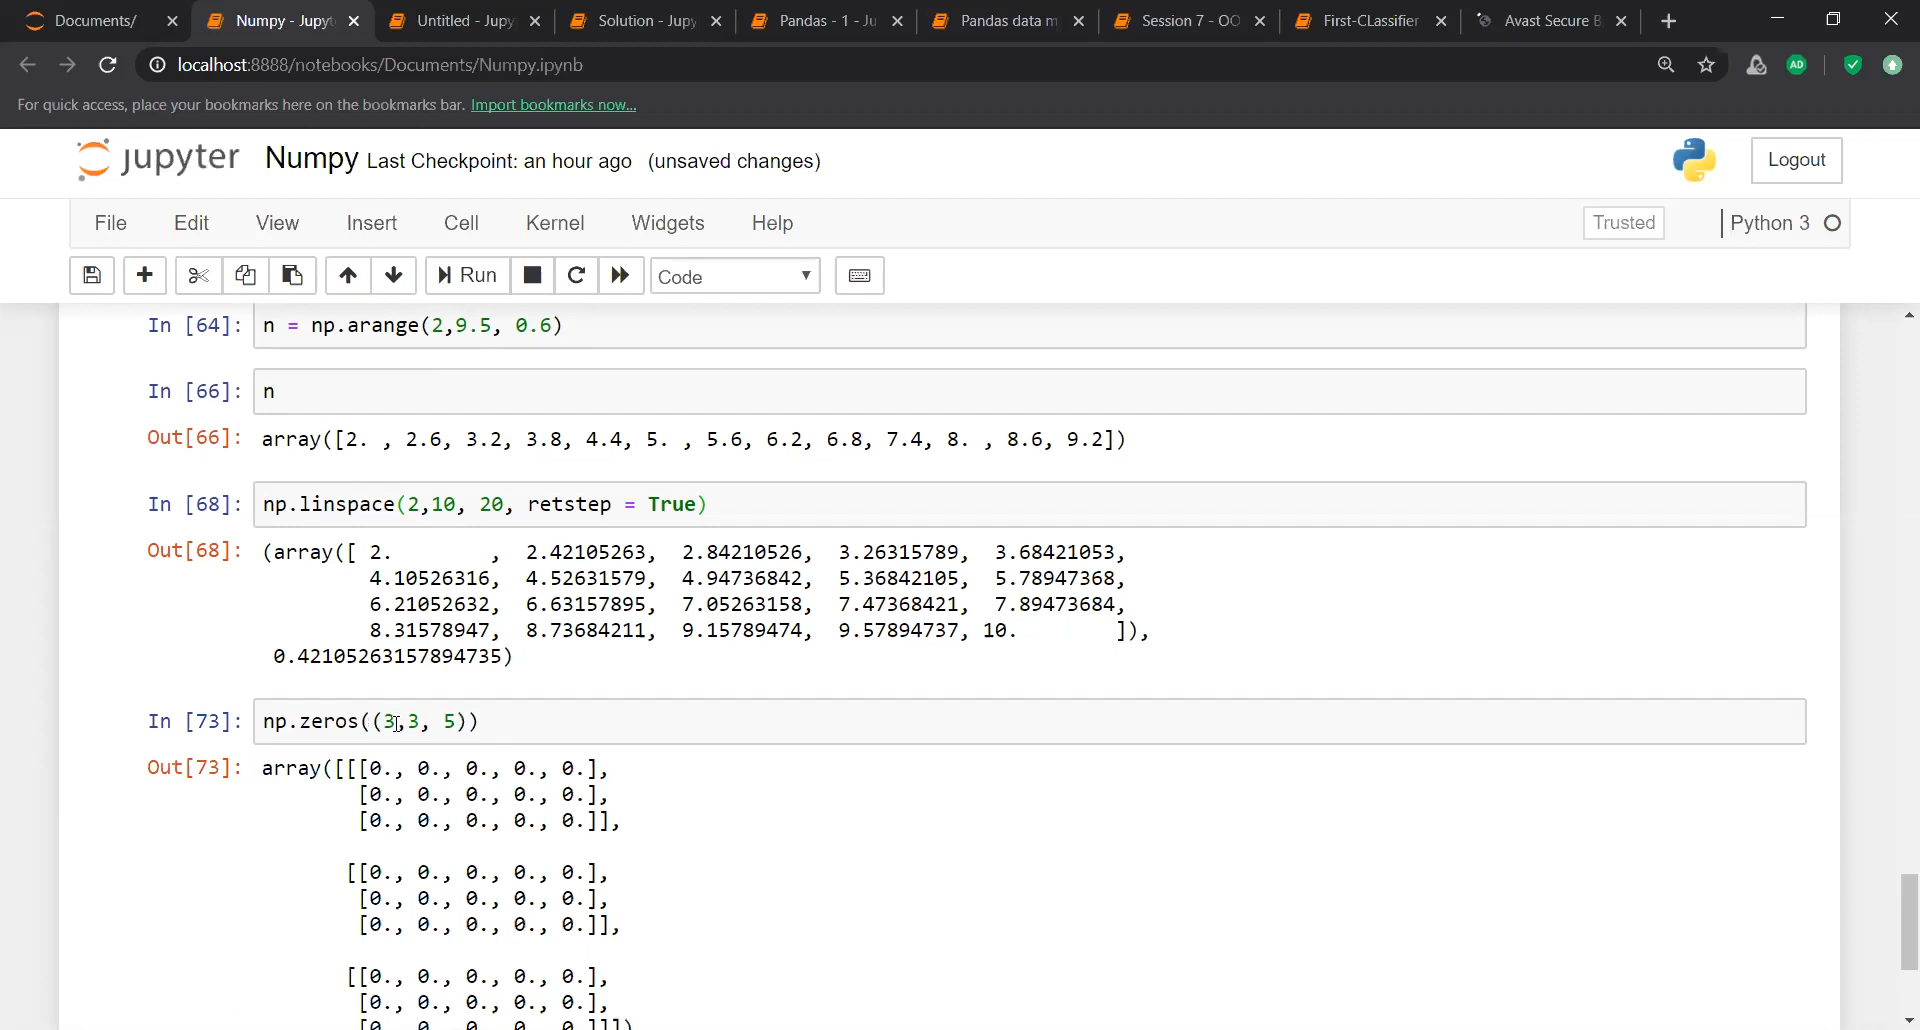 Documents/
Numpy - Jupyt
Untitled - Jupy
Solution - Jupy
Pandas - 1 - Ju
Pandas data m
Session 7 - OO
First-CLassifier
Avast Secure B
localhost:8888/notebooks/Documents/Numpy.ipynb
AD
For quick access, place your bookmarks here on the bookmarks bar. Import bookmarks now...
jupyter Numpy Last Checkpoint: an hour ago (unsaved changes)
Logout
File Edit View Insert Cell Kernel Widgets Help Trusted Python 3
Run Code
In [64]: n = np.arange(2,9.5, 0.6)
In [66]: n
Out[66]: array([2. , 2.6, 3.2, 3.8, 4.4, 5. , 5.6, 6.2, 6.8, 7.4, 8. , 8.6, 9.2])
In [68]: np.linspace(2,10, 20, retstep = True)
Out[68]: (array([ 2.        ,  2.42105263,  2.84210526,  3.26315789,  3.68421053,
4.10526316,  4.52631579,  4.94736842,  5.36842105,  5.78947368,
6.21052632,  6.63157895,  7.05263158,  7.47368421,  7.89473684,
8.31578947,  8.73684211,  9.15789474,  9.57894737, 10.        ]),
0.42105263157894735)
In [73]: np.zeros((3,3, 5))
Out[73]: array([[[0., 0., 0., 0., 0.],
[0., 0., 0., 0., 0.],
[0., 0., 0., 0., 0.]],
[[0., 0., 0., 0., 0.],
[0., 0., 0., 0., 0.],
[0., 0., 0., 0., 0.]],
[[0., 0., 0., 0., 0.],
[0., 0., 0., 0., 0.],
[0., 0., 0., 0., 0.]]])